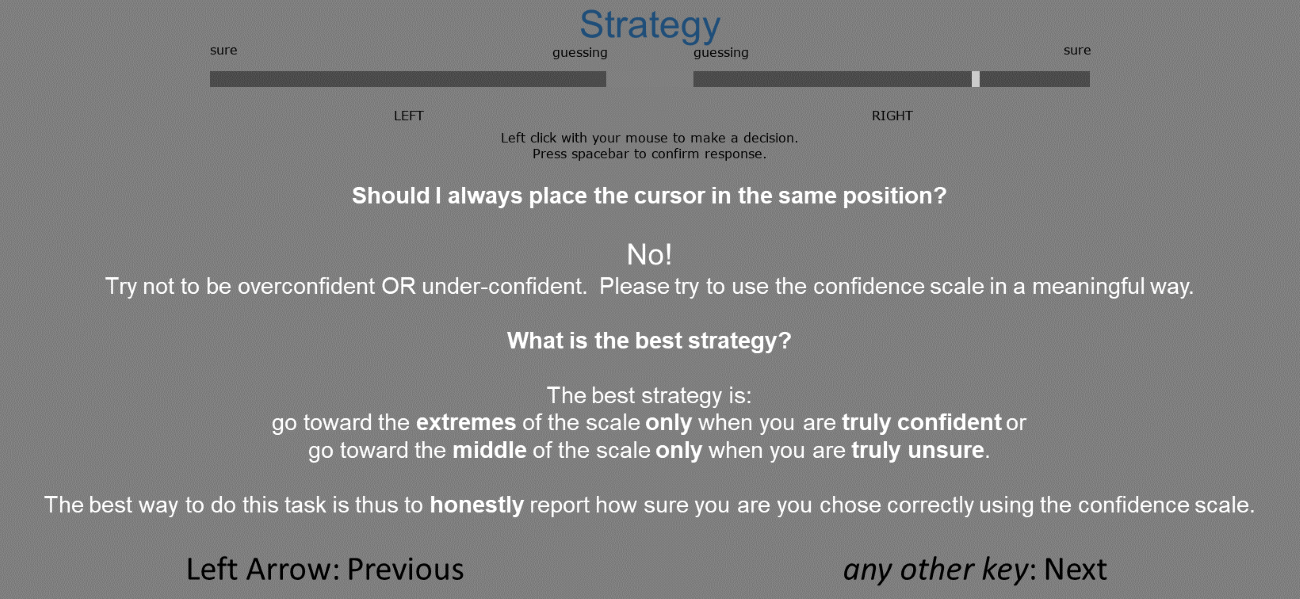 Strategy
sure guessing guessing sure
LEFT RIGHT
Left click with your mouse to make a decision.
Press spacebar to confirm response.
Should I always place the cursor in the same position?
No!
Try not to be overconfident OR under-confident. Please try to use the confidence scale in a meaningful way.
What is the best strategy?
The best strategy is:
go toward the extremes of the scale only when you are truly confident or
go toward the middle of the scale only when you are truly unsure.
The best way to do this task is thus to honestly report how sure you are you chose correctly using the confidence scale.
Left Arrow: Previous any other key: Next